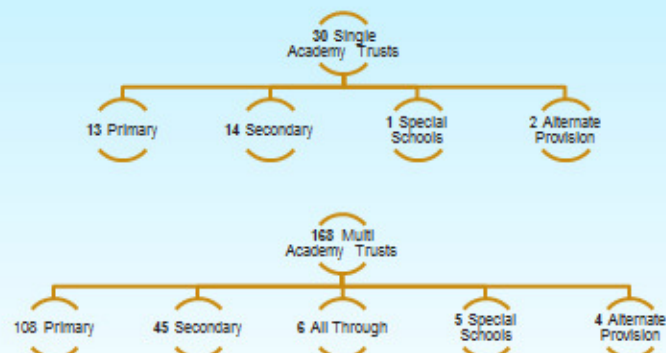 30 Single
Academy Trusts
13 Primary
14 Secondary
1 Special
Schools
2 Alternate
Provision
168 Multi
Academy Trusts
108 Primary
45 Secondary
6 All Through
5 Special
Schools
4 Alternate
Provision